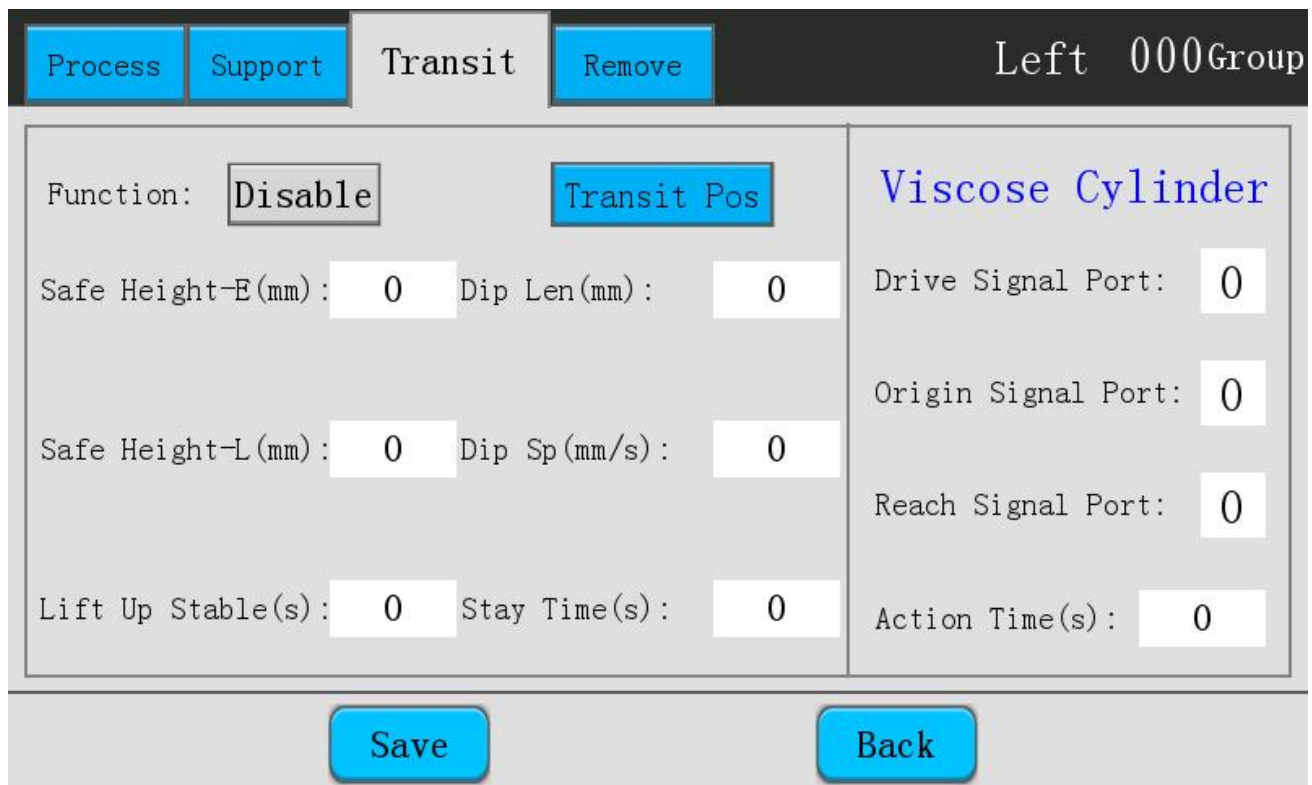 Process Support Transit Remove Left 000Group
Function: Disable Transit Pos
Safe Height-E(mm): 0 Dip Len(mm): 0
Safe Height-L(mm): 0 Dip Sp(mm/s): 0
Lift Up Stable(s): 0 Stay Time(s): 0
Viscose Cylinder
Drive Signal Port: 0
Origin Signal Port: 0
Reach Signal Port: 0
Action Time(s): 0
Save Back